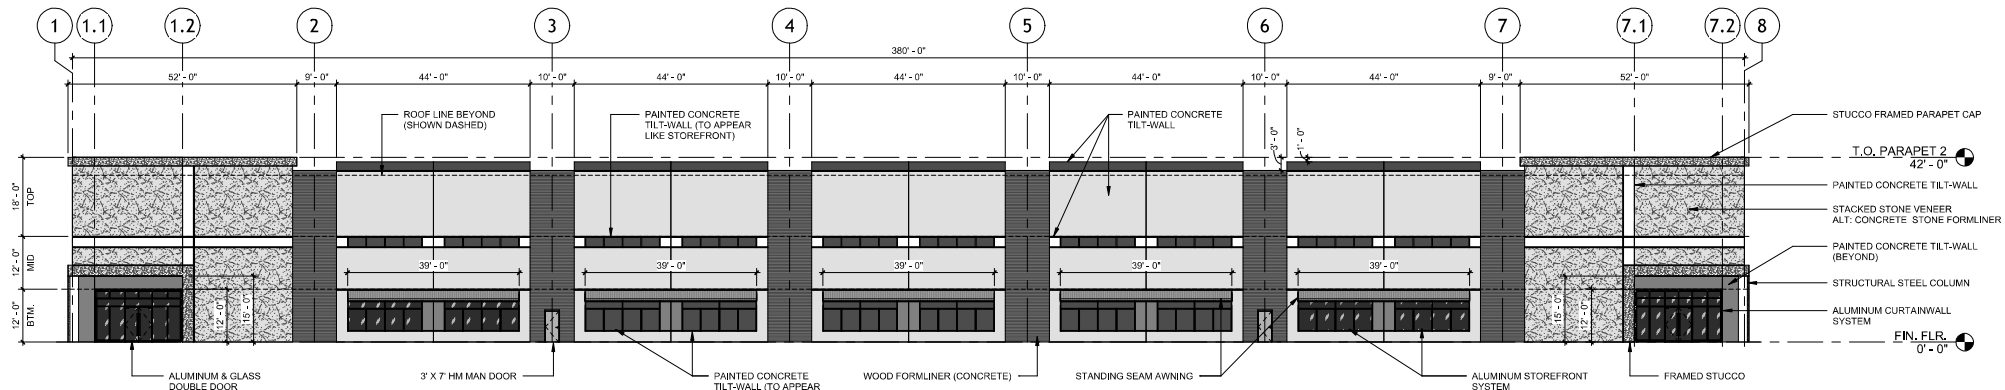 1
1.1
1.2
2
3
4
5
6
7
7.1
7.2
8
380' - 0"
52' - 0"
9' - 0"
44' - 0"
10' - 0"
44' - 0"
10' - 0"
44' - 0"
10' - 0"
44' - 0"
10' - 0"
44' - 0"
9' - 0"
52' - 0"
ROOF LINE BEYOND
(SHOWN DASHED)
PAINTED CONCRETE
TILT-WALL (TO APPEAR
LIKE STOREFRONT)
PAINTED CONCRETE
TILT-WALL
3' - 0"
1' - 0"
STUCCO FRAMED PARAPET CAP
T.O. PARAPET 2
42' - 0"
PAINTED CONCRETE TILT-WALL
STACKED STONE VENEER
ALT: CONCRETE STONE FORMLINER
PAINTED CONCRETE TILT-WALL
(BEYOND)
STRUCTURAL STEEL COLUMN
ALUMINUM CURTAINWALL
SYSTEM
FIN. FLR.
0' - 0"
18' - 0"
TOP
12' - 0"
MID
12' - 0"
BTM.
12' - 0"
15' - 0"
39' - 0"
39' - 0"
39' - 0"
39' - 0"
39' - 0"
15' - 0"
12' - 0"
ALUMINUM & GLASS
DOUBLE DOOR
3' X 7' HM MAN DOOR
PAINTED CONCRETE
TILT-WALL (TO APPEAR
WOOD FORMLINER (CONCRETE)
STANDING SEAM AWNING
ALUMINUM STOREFRONT
SYSTEM
FRAMED STUCCO